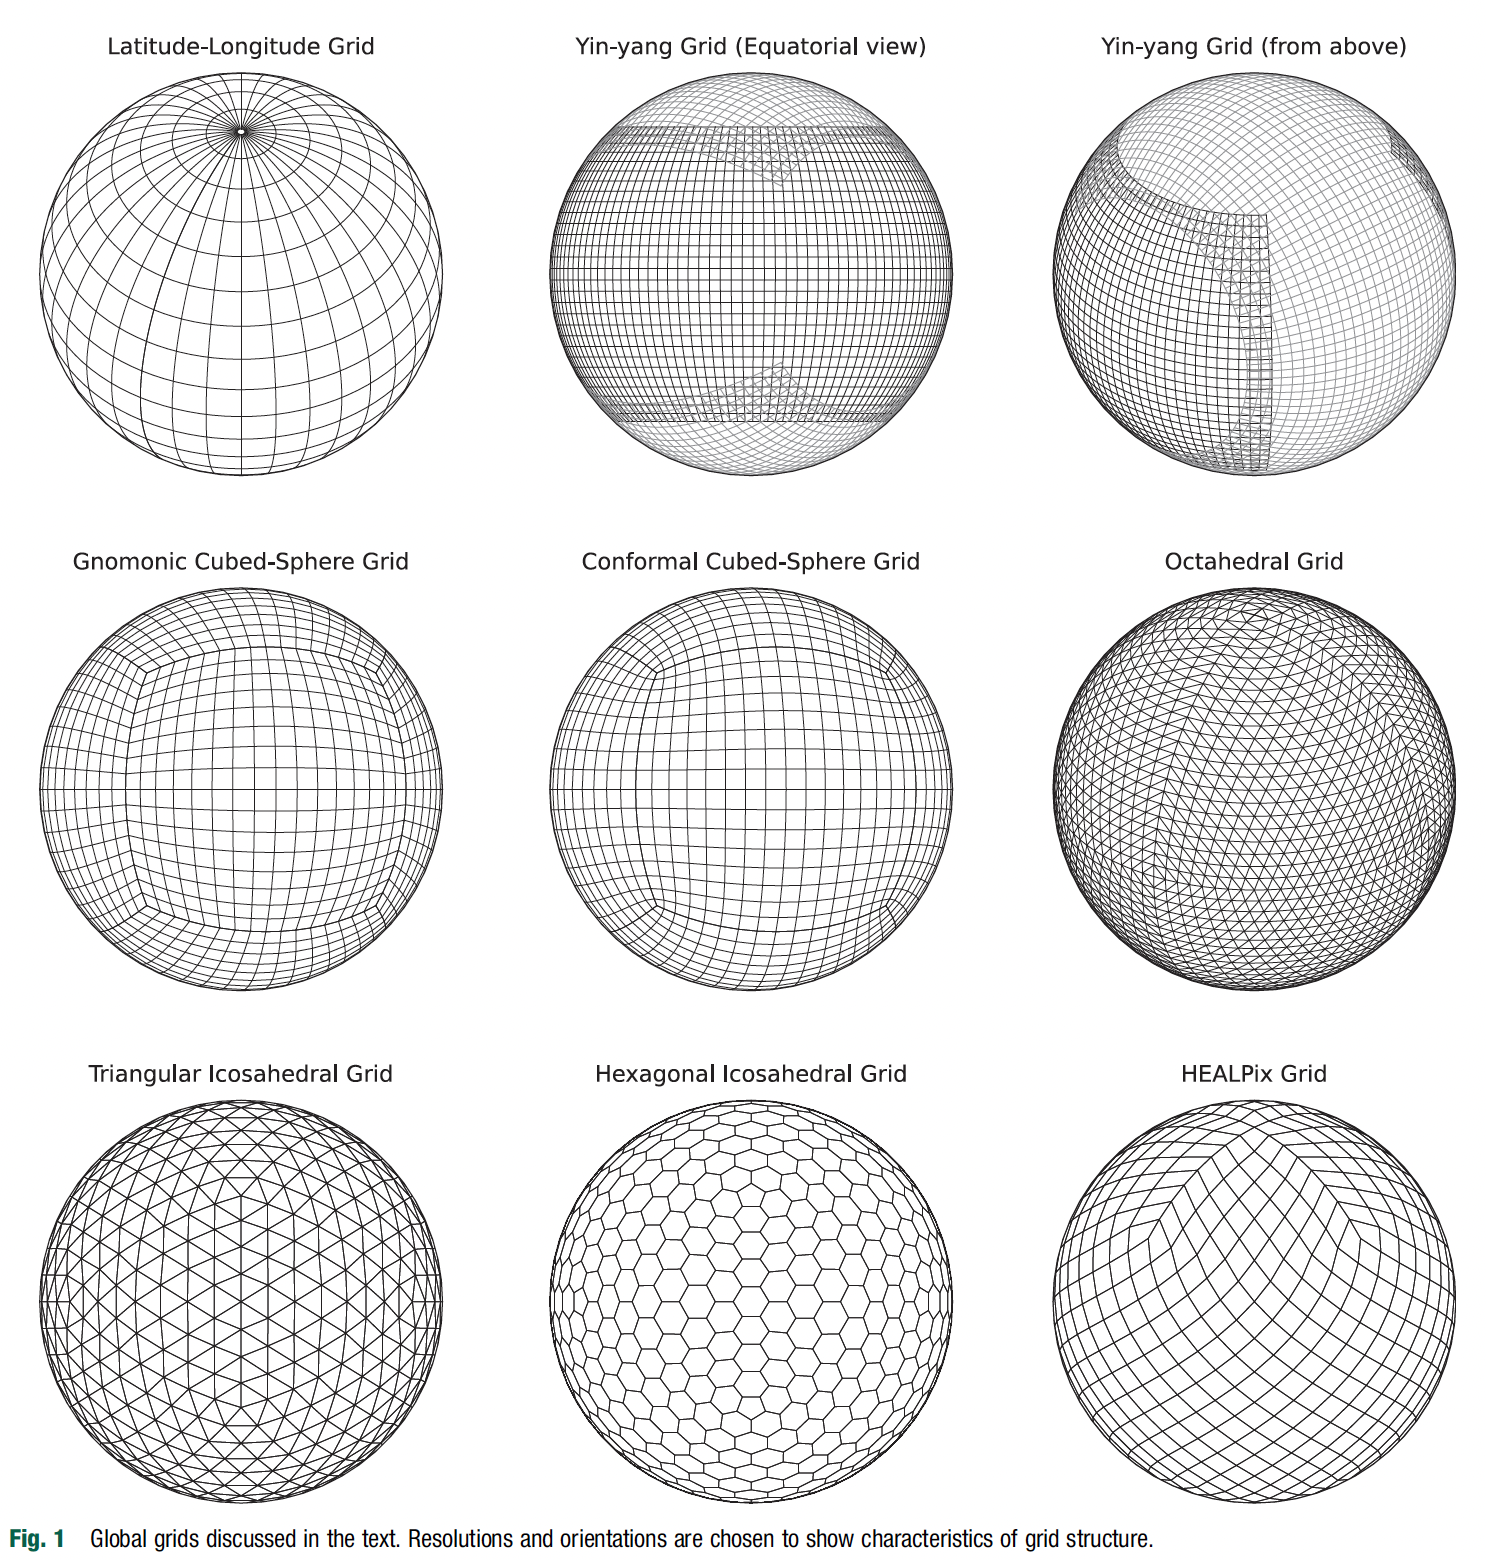 Latitude-Longitude Grid
Yin-yang Grid (Equatorial view)
Yin-yang Grid (from above)
Gnomonic Cubed-Sphere Grid
Conformal Cubed-Sphere Grid
Octahedral Grid
Triangular Icosahedral Grid
Hexagonal Icosahedral Grid
HEALPix Grid
Fig. 1 Global grids discussed in the text. Resolutions and orientations are chosen to show characteristics of grid structure.